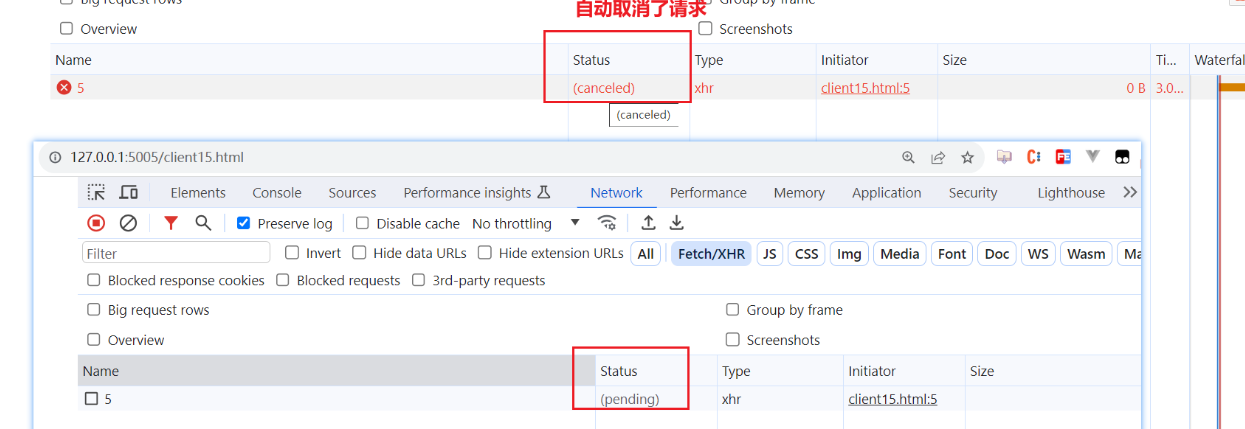 自动取消了请求
Big request rows
Group by frame
Overview
Screenshots
Name Status Type Initiator Size Ti... Waterfal
5 (canceled) xhr client15.html:5 0 B 3.0...
(canceled)
127.0.0.1:5005/client15.html
Elements Console Sources Performance insights Network Performance Memory Application Security Lighthouse
Preserve log Disable cache No throttling
Filter Invert Hide data URLs Hide extension URLs All Fetch/XHR JS CSS Img Media Font Doc WS Wasm Ma
Blocked response cookies Blocked requests 3rd-party requests
Big request rows Group by frame
Overview Screenshots
Name Status Type Initiator Size
5 (pending) xhr client15.html:5